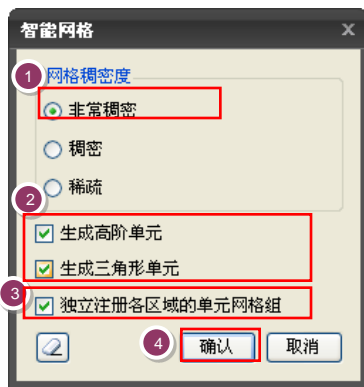 智能网格
X
1
网格稠密度
非常稠密
稠密
稀疏
2
生成高阶单元
生成三角形单元
3
独立注册各区域的单元网格组
4
确认
取消